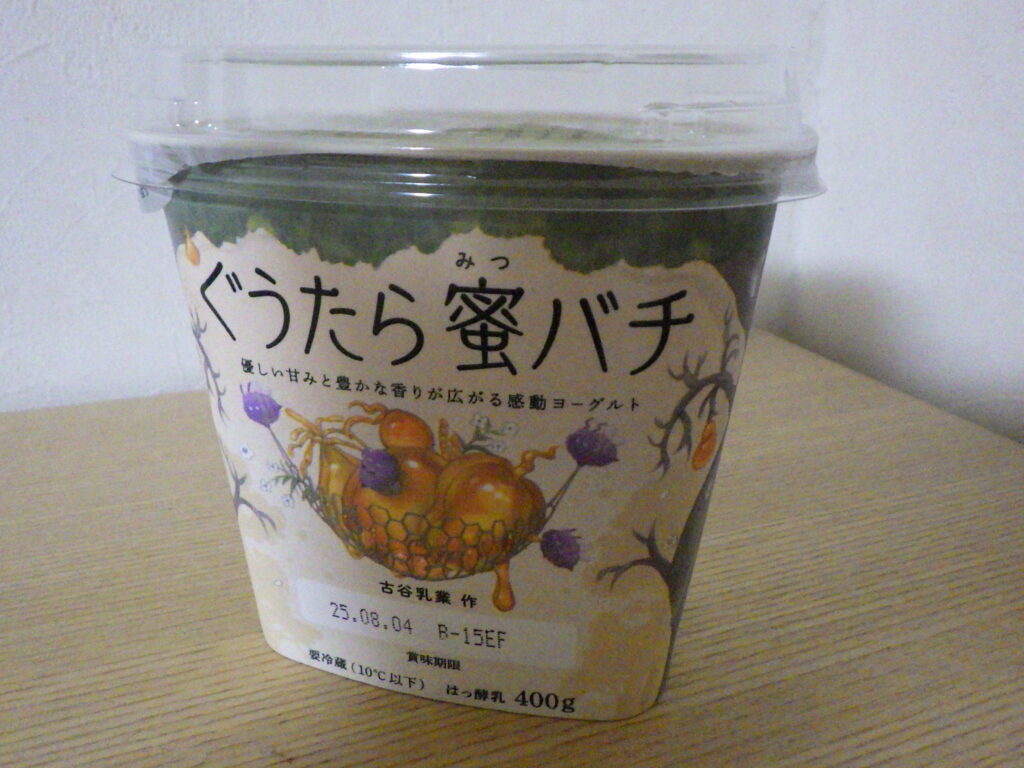 みつ
ぐうたら蜜バチ
優しい甘みと豊かな香りが広がる感動ヨーグルト
古谷乳業 作
25.08.04 B-15EF
賞味期限
要冷蔵(10℃以下) はっ酵乳 400g